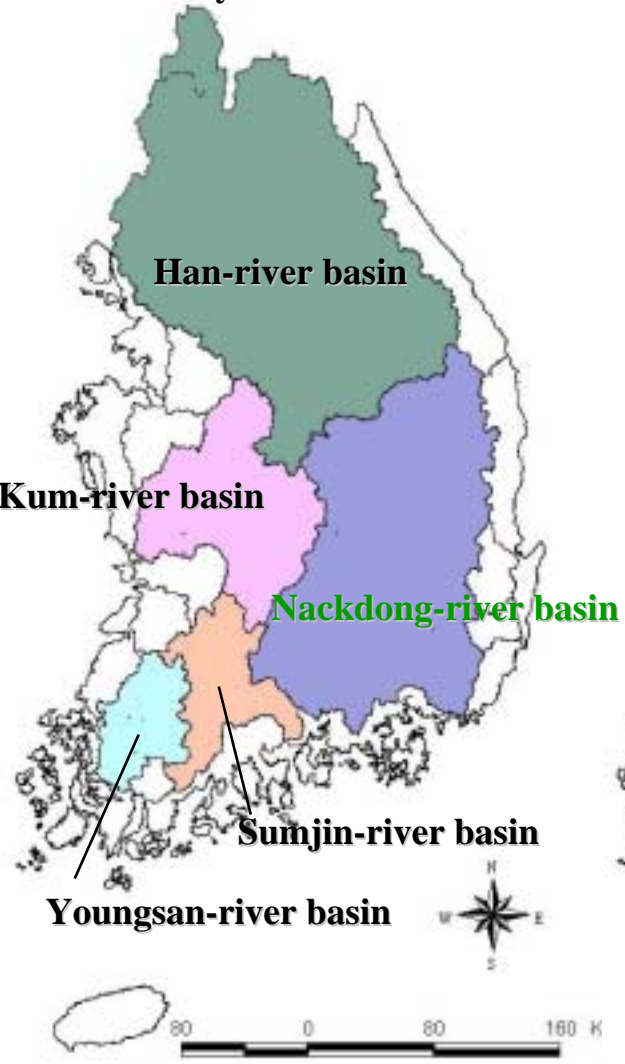 Han-river basin
Kum-river basin
Nackdong-river basin
Sumjin-river basin
Youngsan-river basin
N
W E
S
80 0 80 160 K